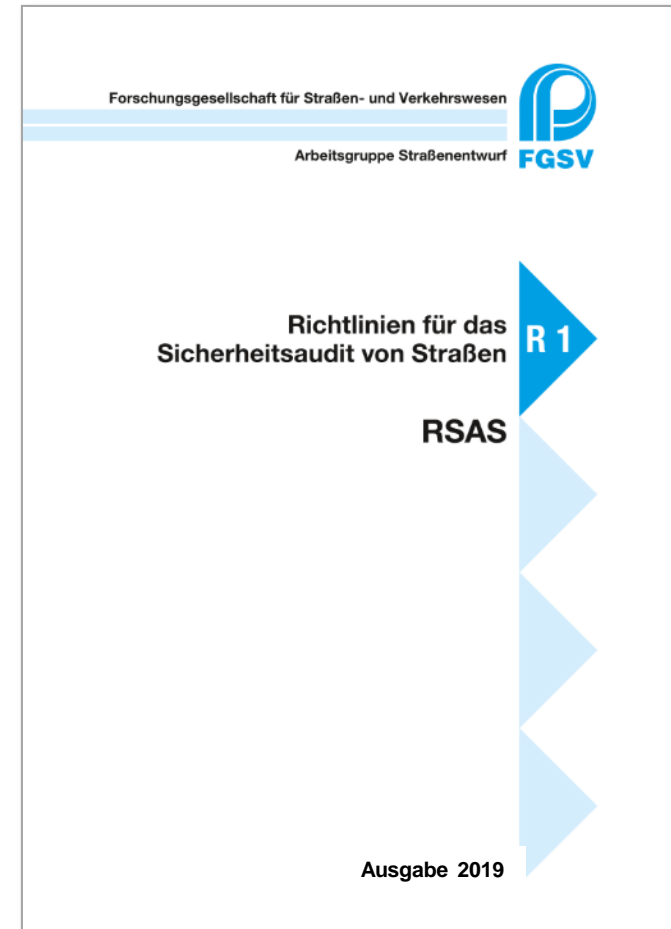 Forschungsgesellschaft für Straßen- und Verkehrswesen
Arbeitsgruppe Straßenentwurf
FGSV
Richtlinien für das
Sicherheitsaudit von Straßen
R 1
RSAS
Ausgabe 2019